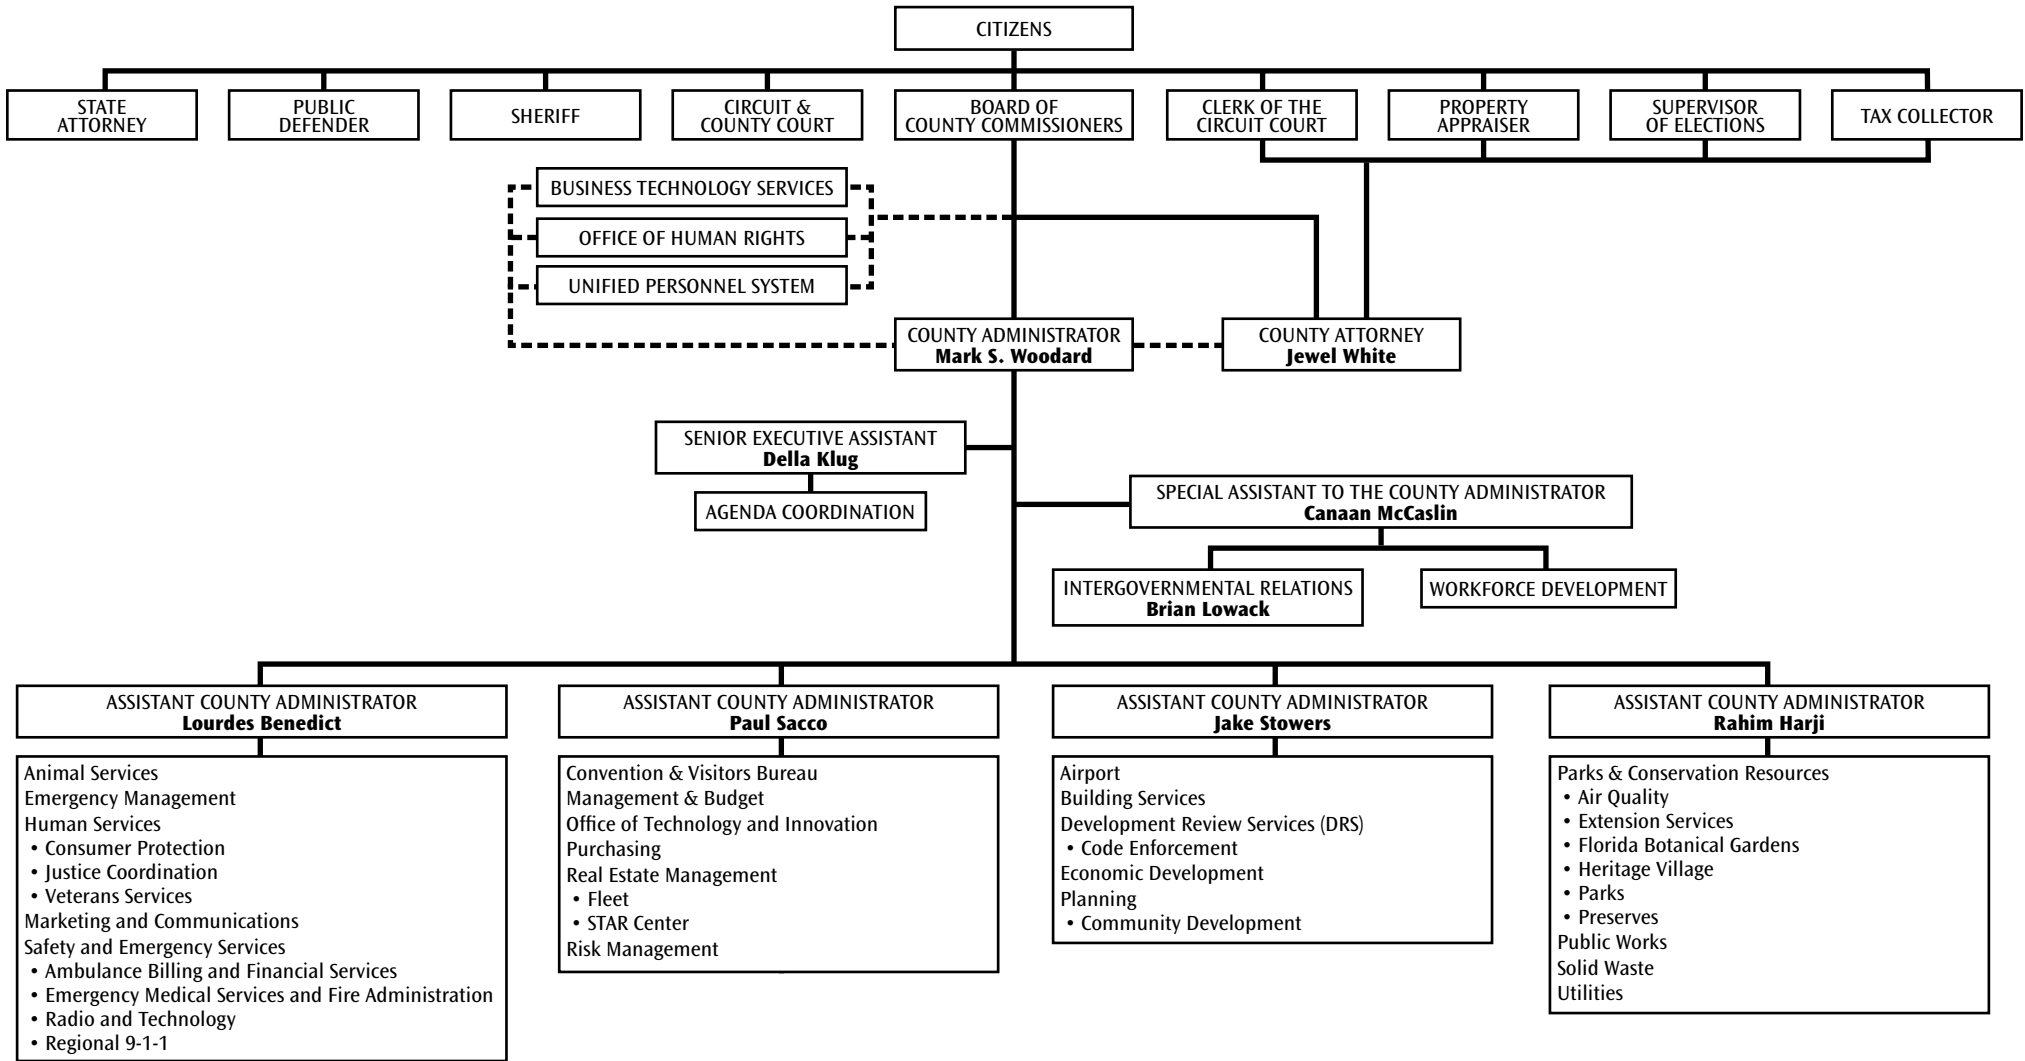 CITIZENS
STATE
ATTORNEY
PUBLIC
DEFENDER
SHERIFF
CIRCUIT &
COUNTY COURT
BOARD OF
COUNTY COMMISSIONERS
CLERK OF THE
CIRCUIT COURT
PROPERTY
APPRAISER
SUPERVISOR
OF ELECTIONS
TAX COLLECTOR
BUSINESS TECHNOLOGY SERVICES
OFFICE OF HUMAN RIGHTS
UNIFIED PERSONNEL SYSTEM
COUNTY ADMINISTRATOR
Mark S. Woodard
COUNTY ATTORNEY
Jewel White
SENIOR EXECUTIVE ASSISTANT
Della Klug
AGENDA COORDINATION
SPECIAL ASSISTANT TO THE COUNTY ADMINISTRATOR
Canaan McCaslin
INTERGOVERNMENTAL RELATIONS
Brian Lowack
WORKFORCE DEVELOPMENT
ASSISTANT COUNTY ADMINISTRATOR
Lourdes Benedict
Animal Services
Emergency Management
Human Services
• Consumer Protection
• Justice Coordination
• Veterans Services
Marketing and Communications
Safety and Emergency Services
• Ambulance Billing and Financial Services
• Emergency Medical Services and Fire Administration
• Radio and Technology
• Regional 9-1-1
ASSISTANT COUNTY ADMINISTRATOR
Paul Sacco
Convention & Visitors Bureau
Management & Budget
Office of Technology and Innovation
Purchasing
Real Estate Management
• Fleet
• STAR Center
Risk Management
ASSISTANT COUNTY ADMINISTRATOR
Jake Stowers
Airport
Building Services
Development Review Services (DRS)
• Code Enforcement
Economic Development
Planning
• Community Development
ASSISTANT COUNTY ADMINISTRATOR
Rahim Harji
Parks & Conservation Resources
• Air Quality
• Extension Services
• Florida Botanical Gardens
• Heritage Village
• Parks
• Preserves
Public Works
Solid Waste
Utilities